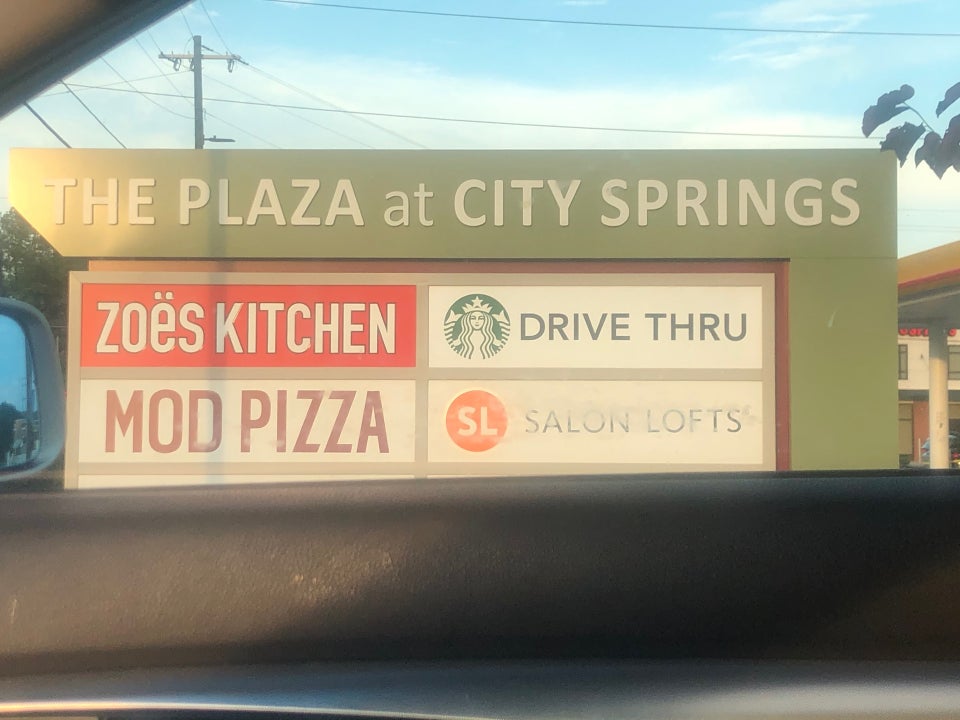 THE PLAZA at CITY SPRINGS
ZOËS KITCHEN
DRIVE THRU
MOD PIZZA
SL SALON LOFTS